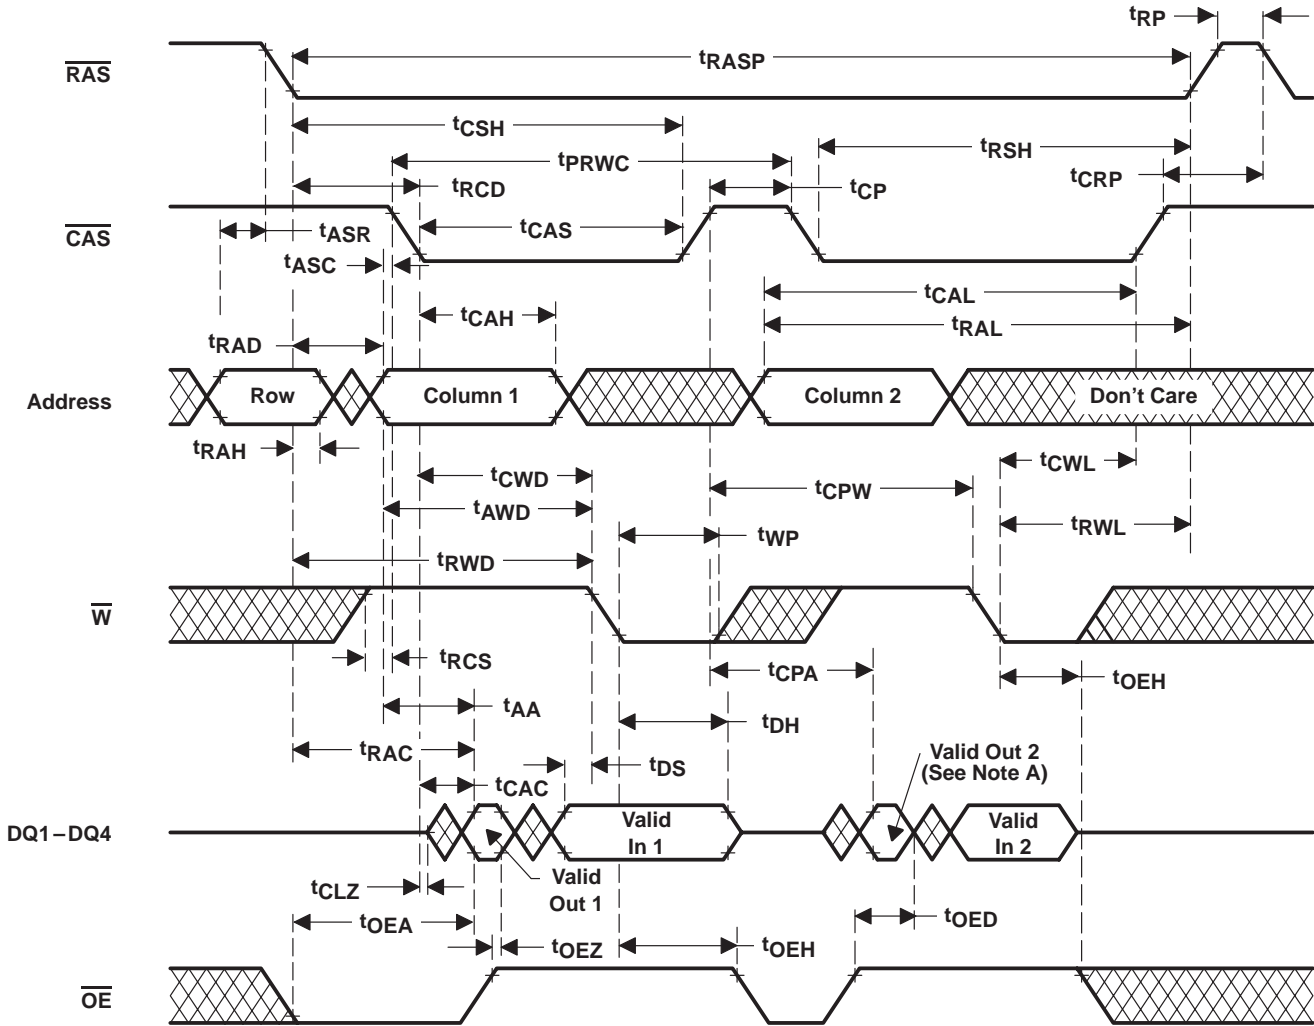 tRP
RAS
tRASP
tCSH
tRSH
tPRWC
tCRP
tRCD
tCP
CAS
tASR
tCAS
tASC
tCAL
tCAH
tRAL
tRAD
Address
Row
Column 1
Column 2
Don't Care
tRAH
tCWL
tCWD
tCPW
tAWD
tRWL
tWP
tRWD
W
tRCS
tCPA
tOEH
tAA
tDH
tRAC
Valid Out 2
(See Note A)
tDS
tCAC
DQ1–DQ4
Valid
In 1
Valid
In 2
Valid
Out 1
tCLZ
tOEA
tOED
tOEZ
tOEH
OE